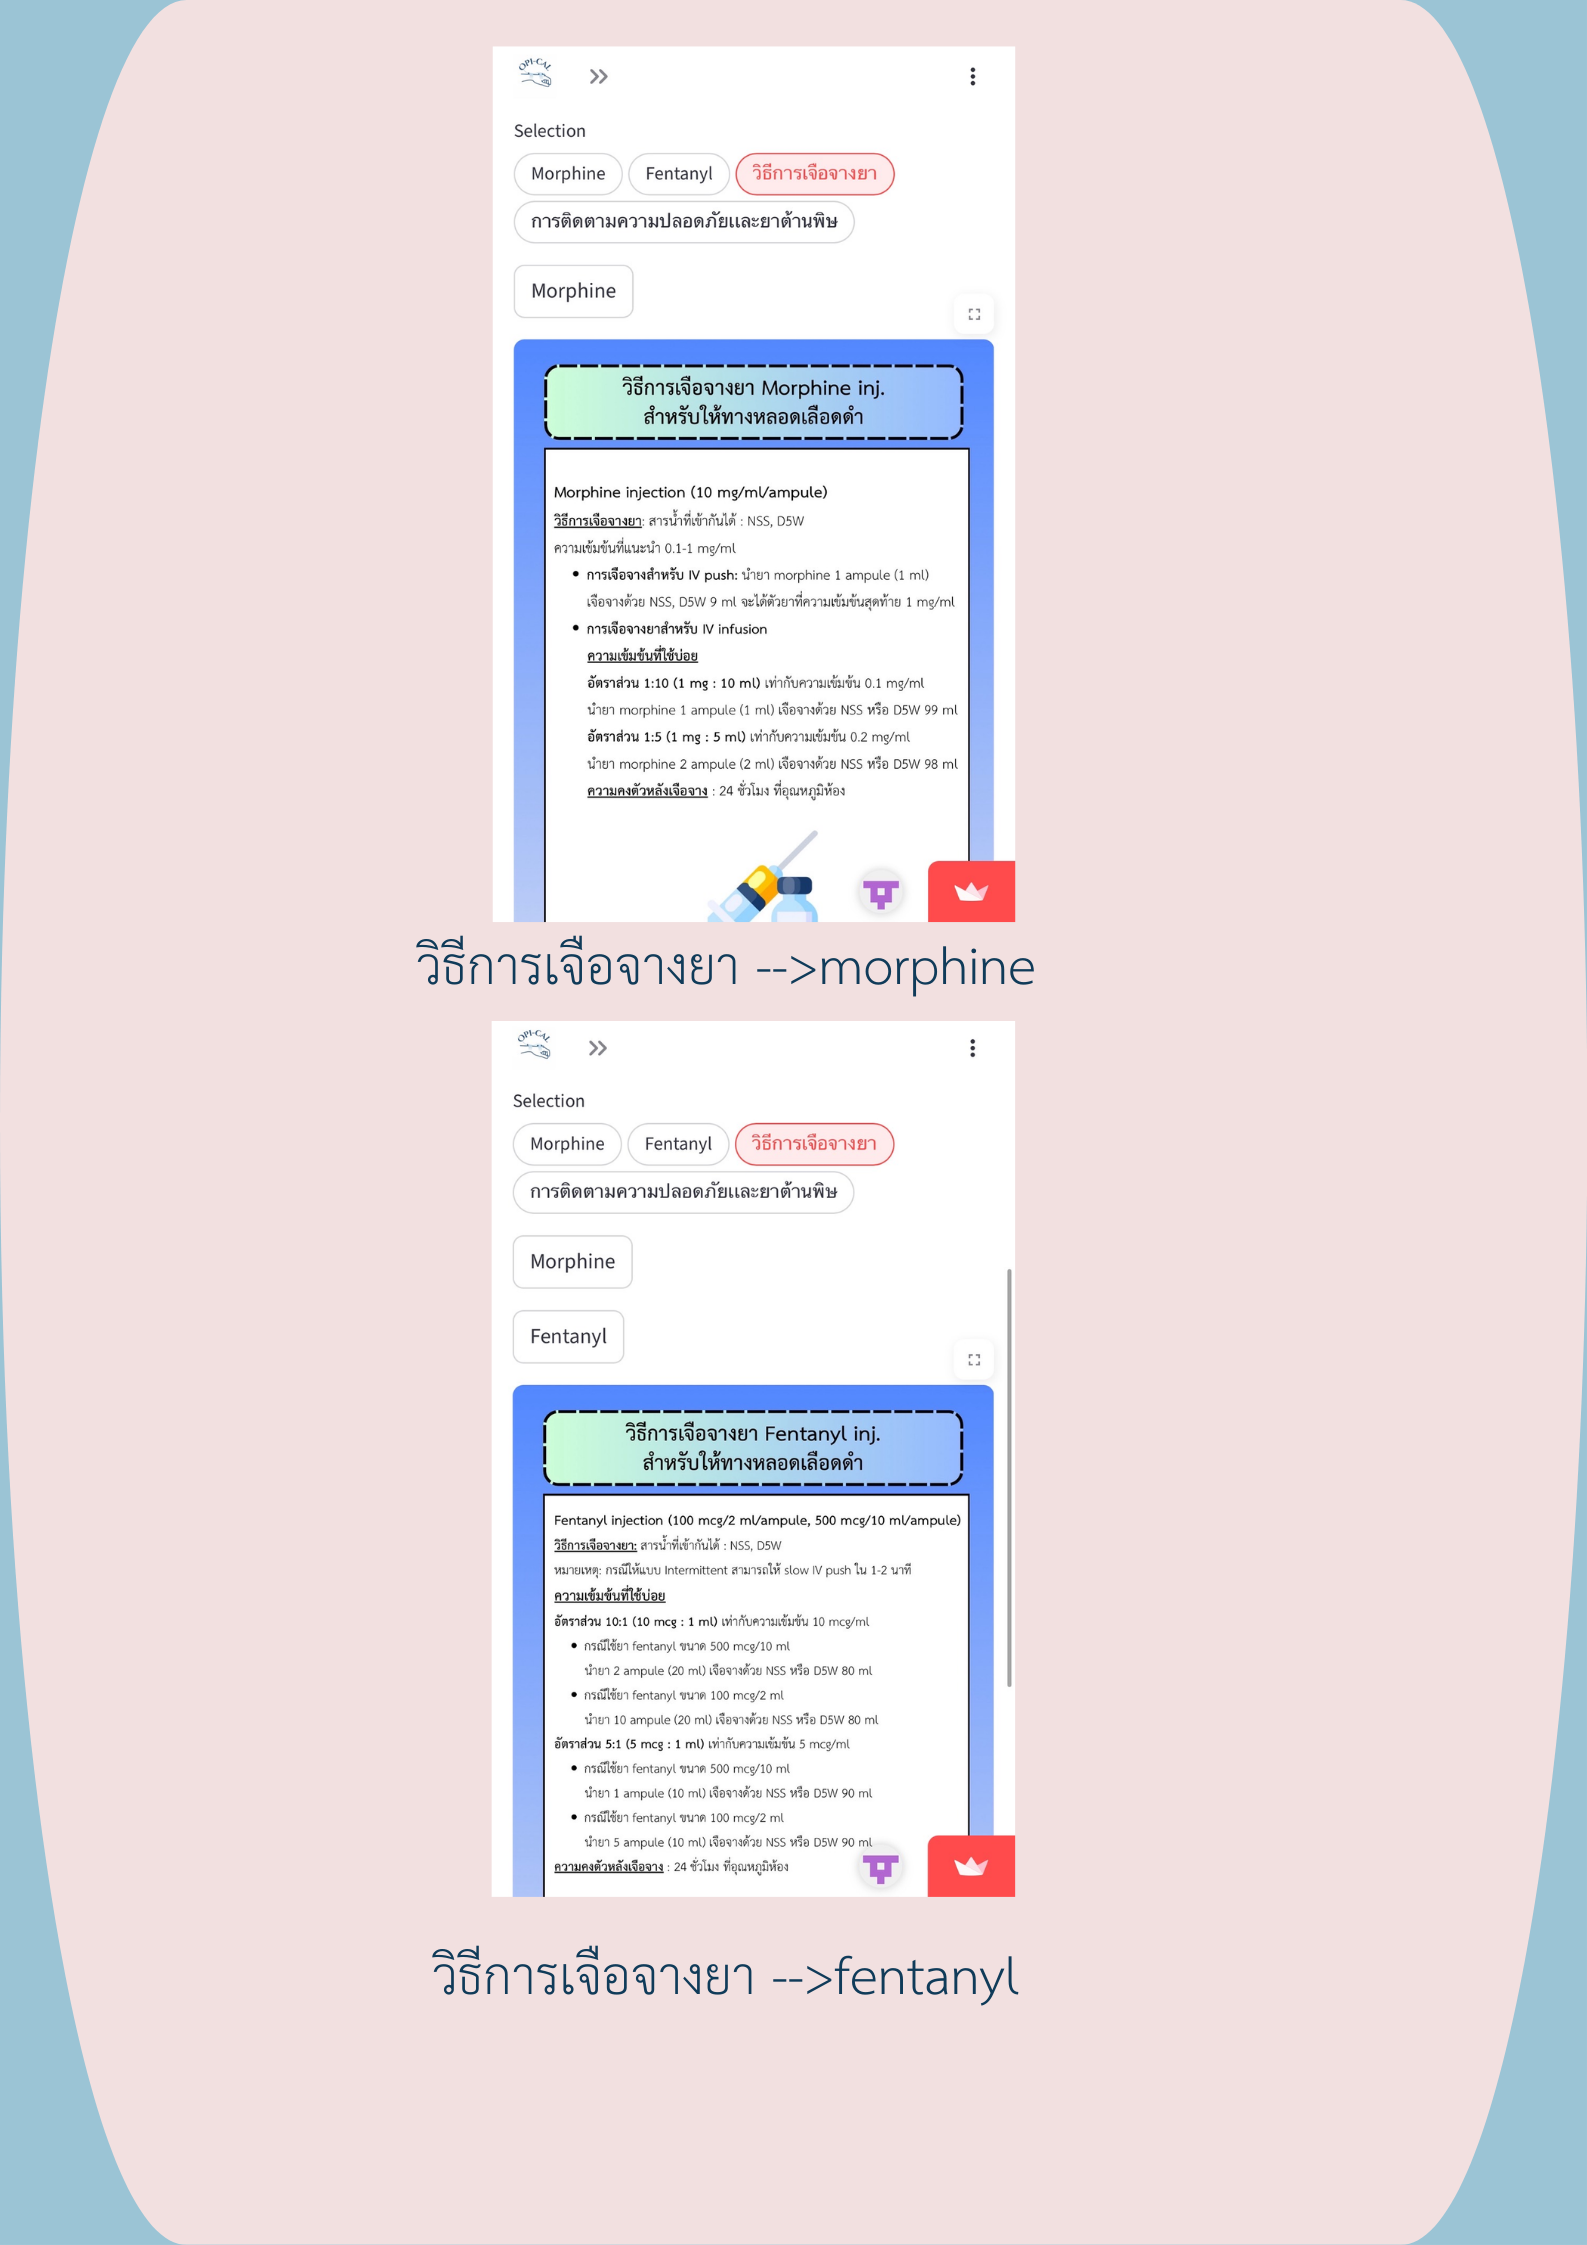 OPI-CAL
Selection
Morphine
Fentanyl
วิธีการเจือจางยา
การติดตามความปลอดภัยและยาต้านพิษ
Morphine
วิธีการเจือจางยา Morphine inj.
สำหรับให้ทางหลอดเลือดดำ
Morphine injection (10 mg/ml/ampule)
วิธีการเจือจางยา: สารน้ำที่เข้ากันได้ : NSS, D5W
ความเข้มข้นที่แนะนำ 0.1-1 mg/ml
• การเจือจางสำหรับ IV push: นำยา morphine 1 ampule (1 ml)
เจือจางด้วย NSS, D5W 9 ml จะได้ตัวยาที่ความเข้มข้นสุดท้าย 1 mg/ml
• การเจือจางยาสำหรับ IV infusion
ความเข้มข้นที่ใช้บ่อย
อัตราส่วน 1:10 (1 mg : 10 ml) เท่ากับความเข้มข้น 0.1 mg/ml
นำยา morphine 1 ampule (1 ml) เจือจางด้วย NSS หรือ D5W 99 ml
อัตราส่วน 1:5 (1 mg : 5 ml) เท่ากับความเข้มข้น 0.2 mg/ml
นำยา morphine 2 ampule (2 ml) เจือจางด้วย NSS หรือ D5W 98 ml
ความคงตัวหลังเจือจาง : 24 ชั่วโมง ที่อุณหภูมิห้อง
วิธีการเจือจางยา -->morphine
OPI-CAL
Selection
Morphine
Fentanyl
วิธีการเจือจางยา
การติดตามความปลอดภัยและยาต้านพิษ
Morphine
Fentanyl
วิธีการเจือจางยา Fentanyl inj.
สำหรับให้ทางหลอดเลือดดำ
Fentanyl injection (100 mcg/2 ml/ampule, 500 mcg/10 ml/ampule)
วิธีการเจือจางยา: สารน้ำที่เข้ากันได้ : NSS, D5W
หมายเหตุ: กรณีให้แบบ Intermittent สามารถให้ slow IV push ใน 1-2 นาที
ความเข้มข้นที่ใช้บ่อย
อัตราส่วน 10:1 (10 mcg : 1 ml) เท่ากับความเข้มข้น 10 mcg/ml
• กรณีใช้ยา fentanyl ขนาด 500 mcg/10 ml
นำยา 2 ampule (20 ml) เจือจางด้วย NSS หรือ D5W 80 ml
• กรณีใช้ยา fentanyl ขนาด 100 mcg/2 ml
นำยา 10 ampule (20 ml) เจือจางด้วย NSS หรือ D5W 80 ml
อัตราส่วน 5:1 (5 mcg : 1 ml) เท่ากับความเข้มข้น 5 mcg/ml
• กรณีใช้ยา fentanyl ขนาด 500 mcg/10 ml
นำยา 1 ampule (10 ml) เจือจางด้วย NSS หรือ D5W 90 ml
• กรณีใช้ยา fentanyl ขนาด 100 mcg/2 ml
นำยา 5 ampule (10 ml) เจือจางด้วย NSS หรือ D5W 90 ml
ความคงตัวหลังเจือจาง : 24 ชั่วโมง ที่อุณหภูมิห้อง
วิธีการเจือจางยา -->fentanyl